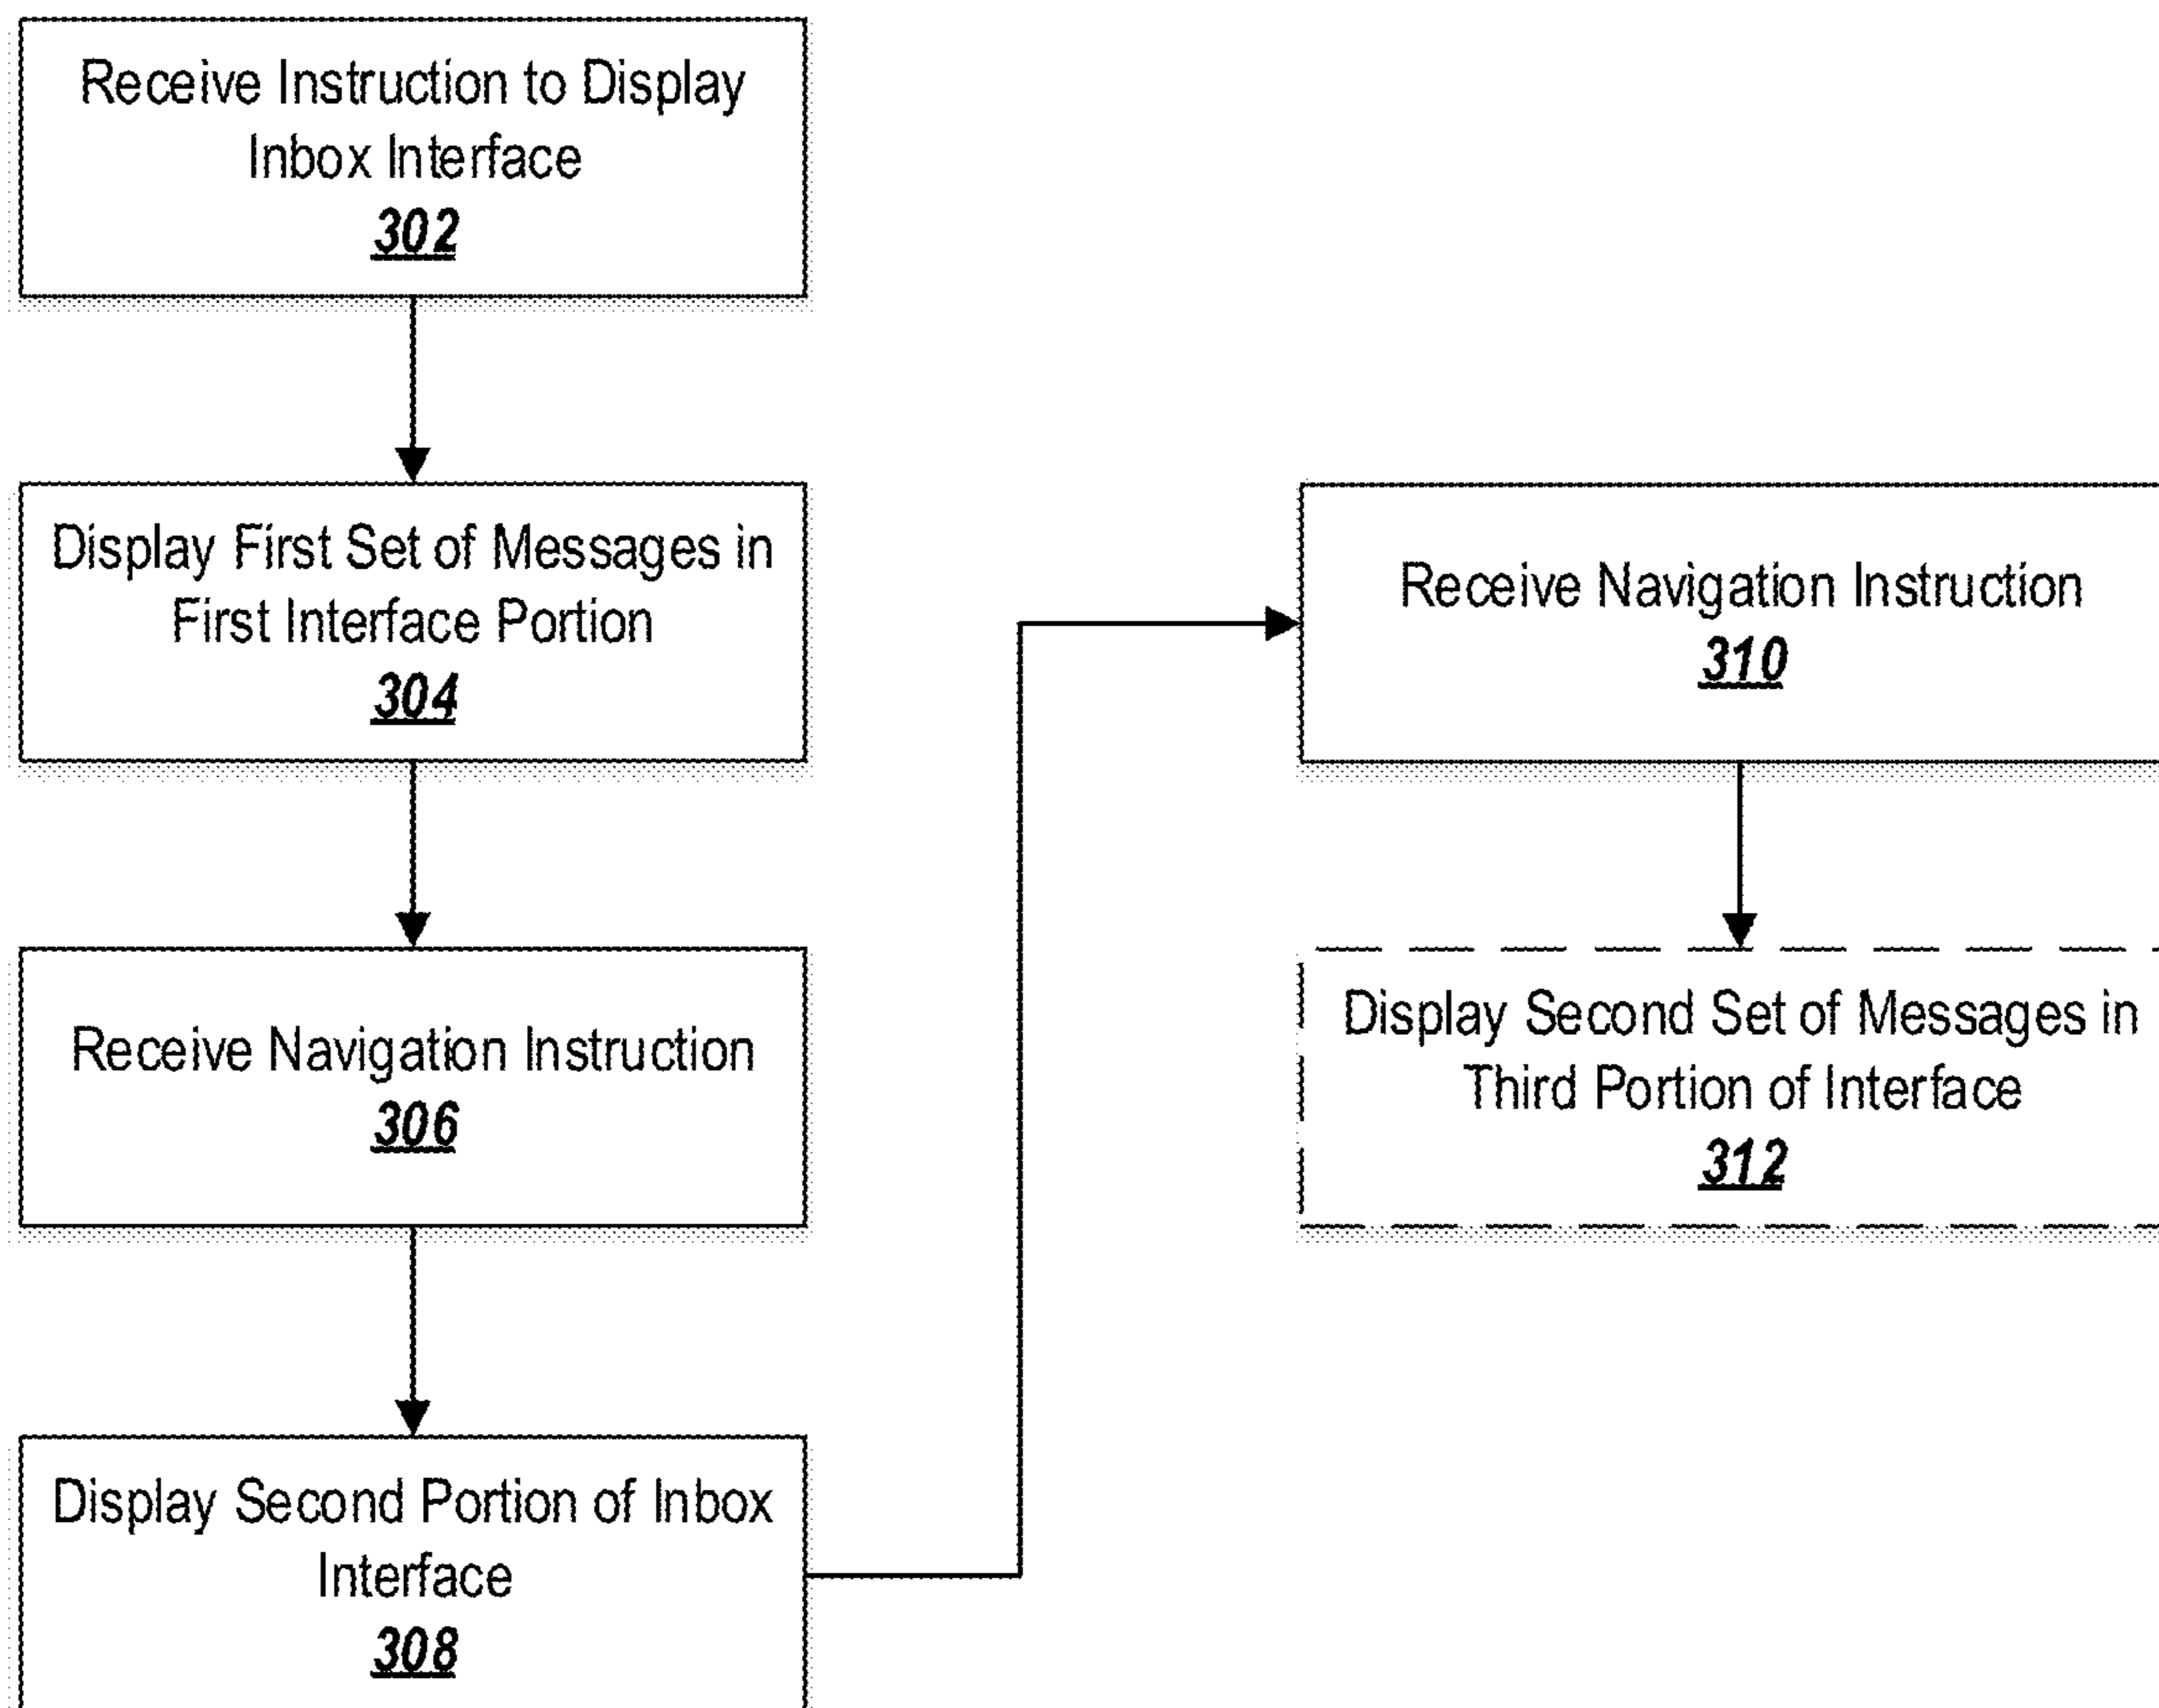 Receive Instruction to Display
Inbox Interface
302
Display First Set of Messages in
First Interface Portion
304
Receive Navigation Instruction
306
Display Second Portion of Inbox
Interface
308
Receive Navigation Instruction
310
Display Second Set of Messages in
Third Portion of Interface
312